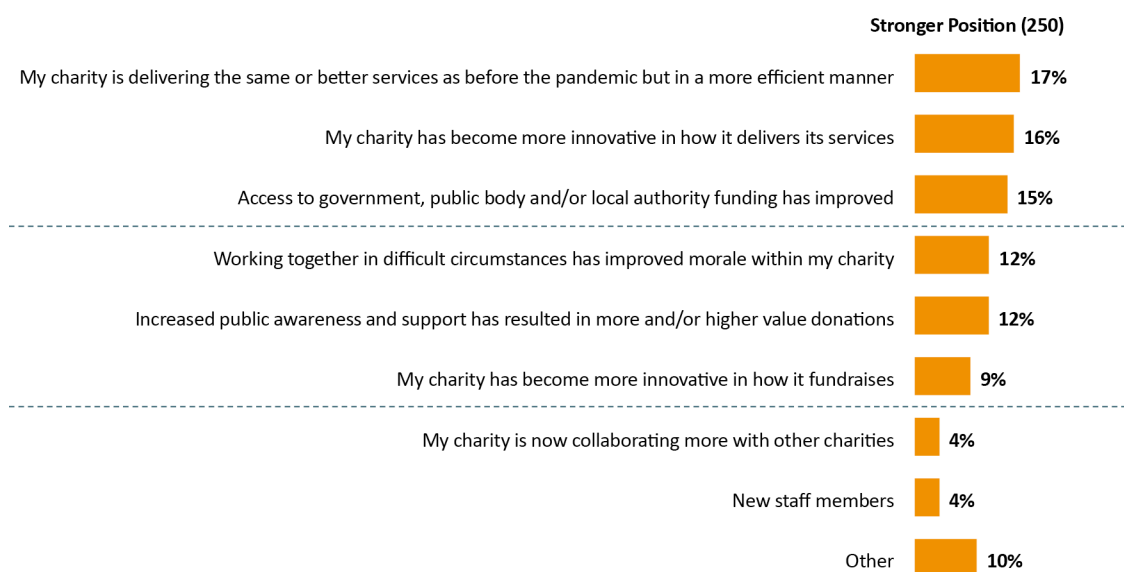 Stronger Position (250)
My charity is delivering the same or better services as before the pandemic but in a more efficient manner 17%
My charity has become more innovative in how it delivers its services 16%
Access to government, public body and/or local authority funding has improved 15%
Working together in difficult circumstances has improved morale within my charity 12%
Increased public awareness and support has resulted in more and/or higher value donations 12%
My charity has become more innovative in how it fundraises 9%
My charity is now collaborating more with other charities 4%
New staff members 4%
Other 10%